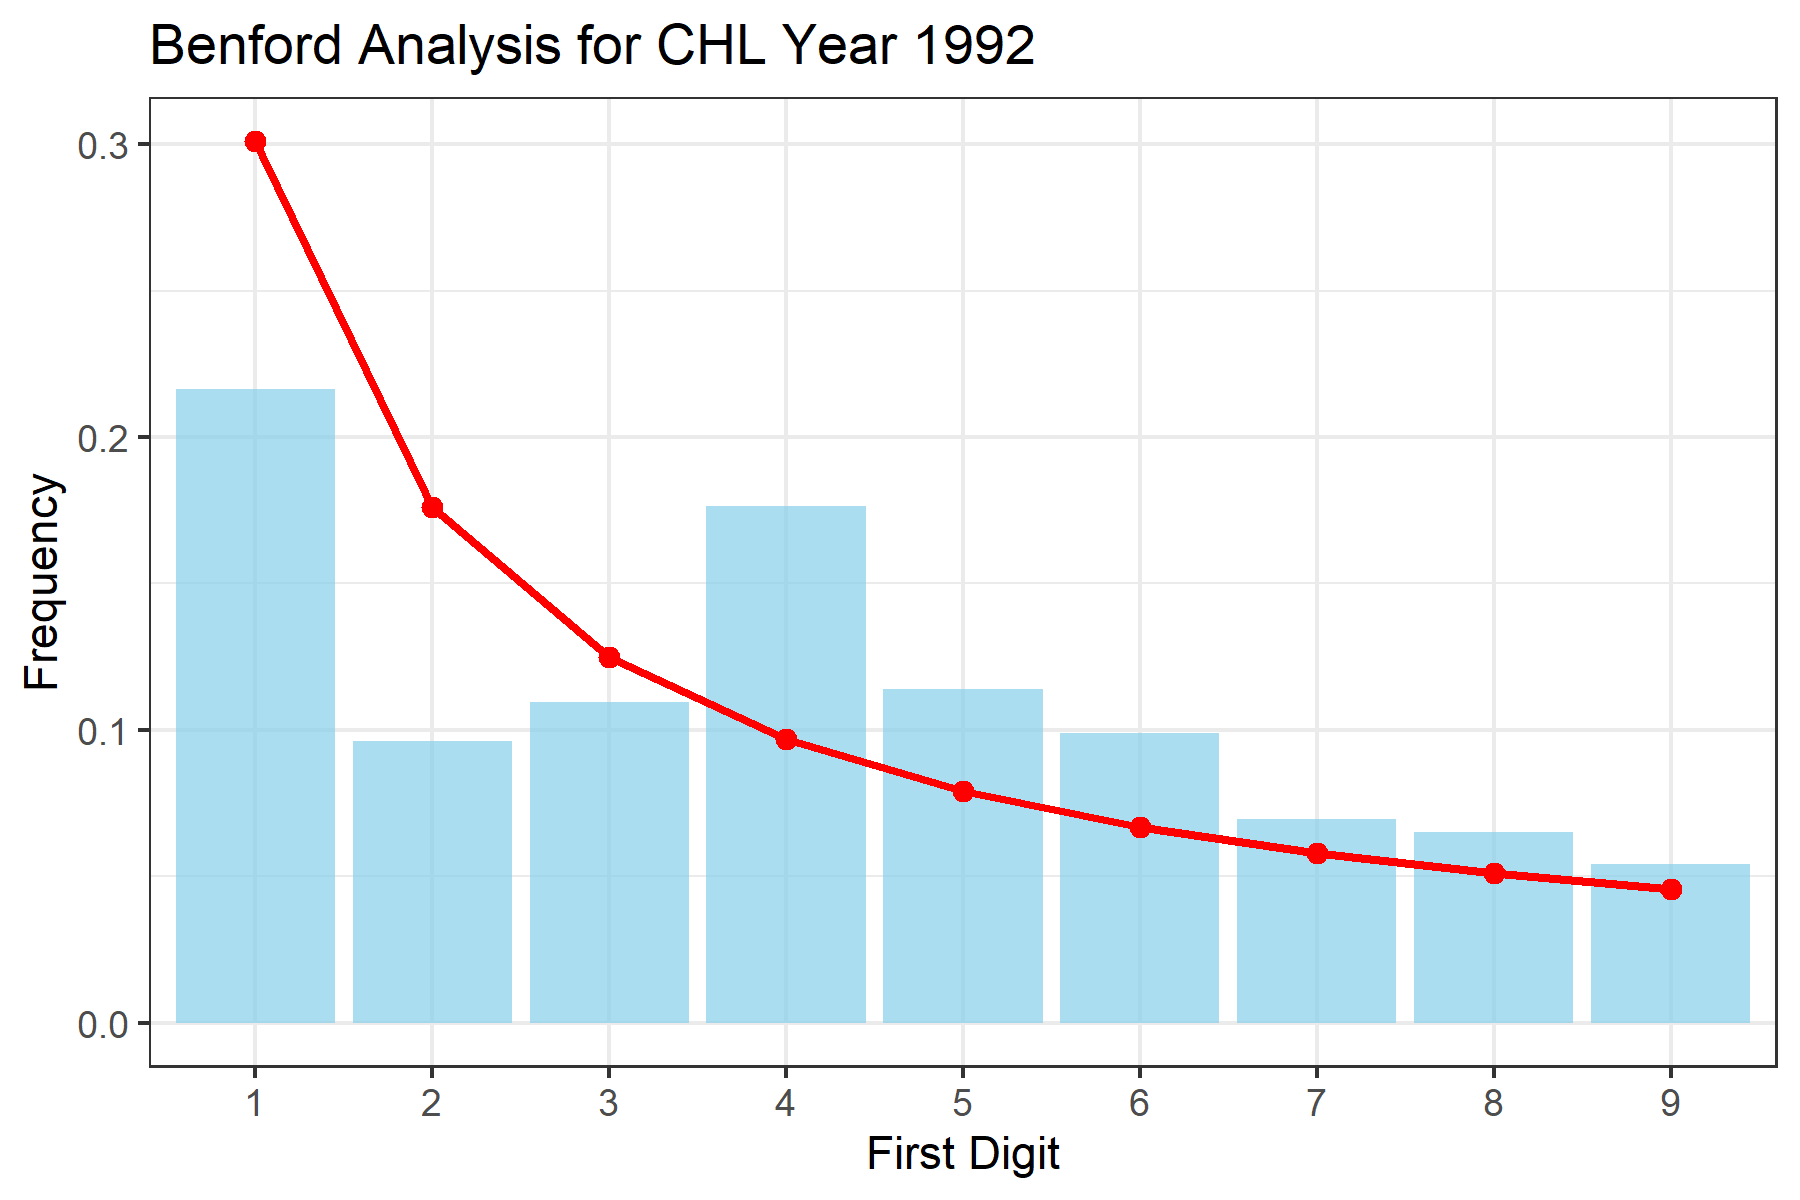 Benford Analysis for CHL Year 1992
Frequency
0.3
0.2
0.1
0.0
1 2 3 4 5 6 7 8 9
First Digit